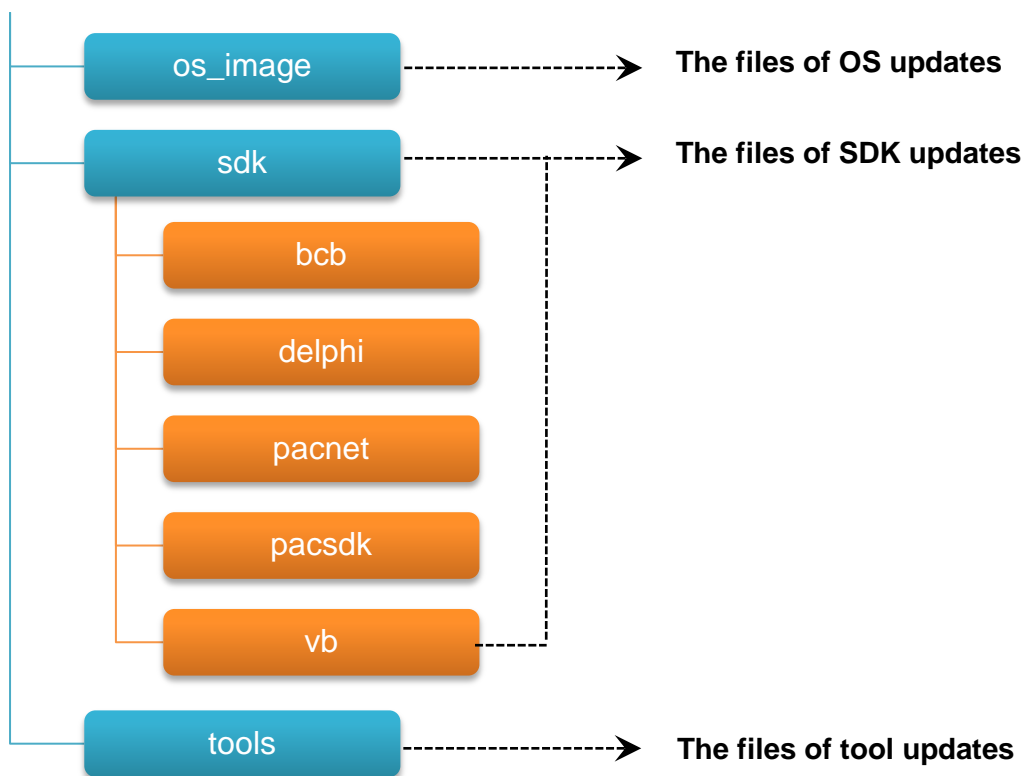 os_image
The files of OS updates
sdk
The files of SDK updates
bcb
delphi
pacnet
pacsdk
vb
tools
The files of tool updates